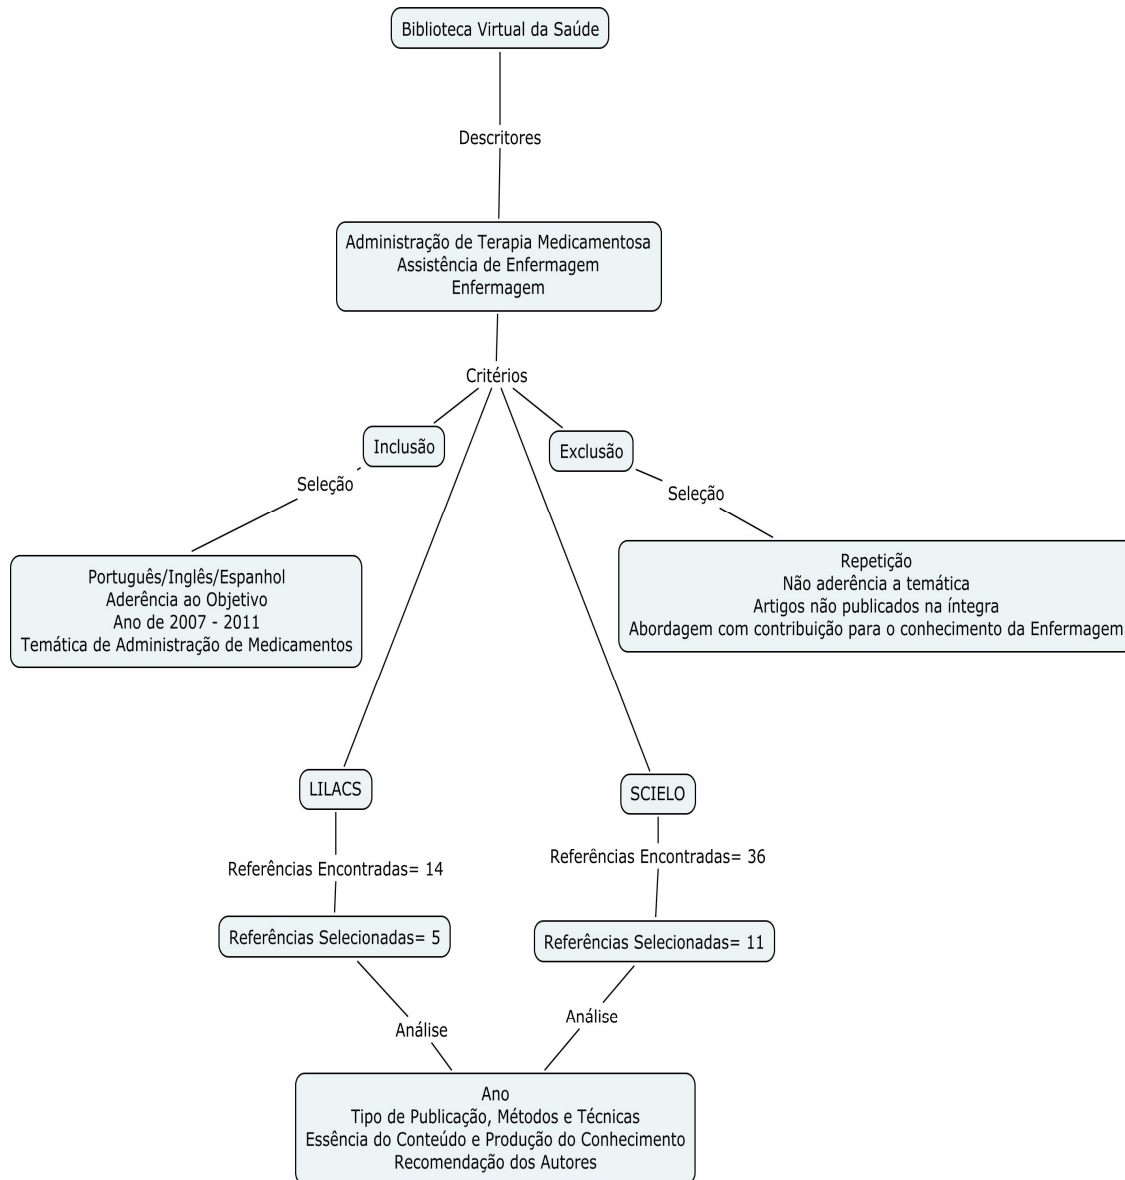 Biblioteca Virtual da Saúde
Descritores
Administração de Terapia Medicamentosa
Assistência de Enfermagem
Enfermagem
Critérios
Inclusão
Exclusão
Seleção
Seleção
Português/Inglês/Espanhol
Aderência ao Objetivo
Ano de 2007 - 2011
Temática de Administração de Medicamentos
Repetição
Não aderência a temática
Artigos não publicados na íntegra
Abordagem com contribuição para o conhecimento da Enfermagem
LILACS
SCIELO
Referências Encontradas= 14
Referências Encontradas= 36
Referências Selecionadas= 5
Referências Selecionadas= 11
Análise
Análise
Ano
Tipo de Publicação, Métodos e Técnicas
Essência do Conteúdo e Produção do Conhecimento
Recomendação dos Autores